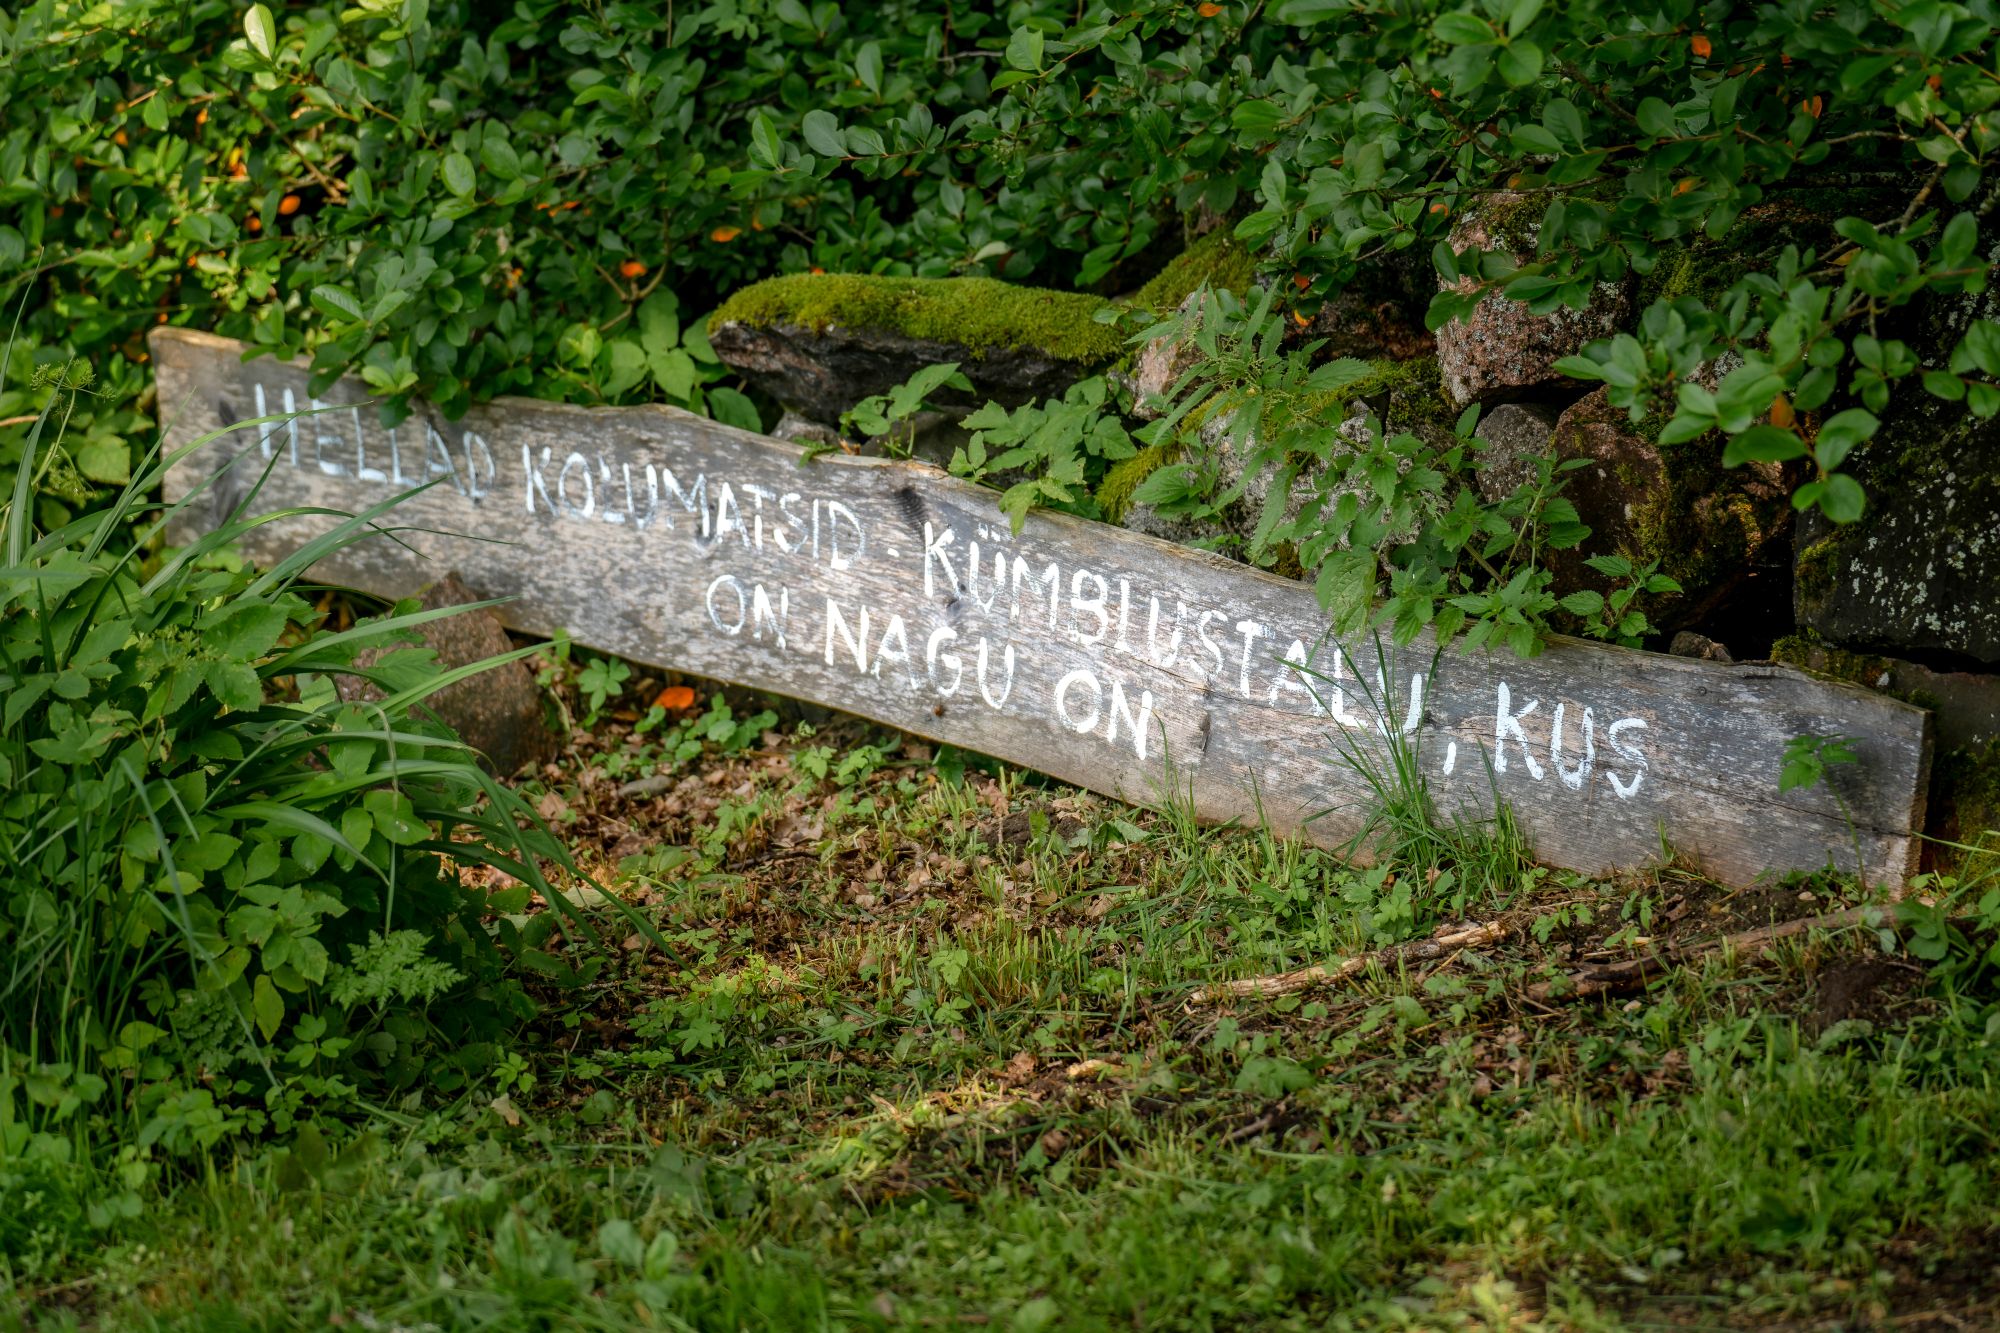 HELLAD KOLUMATSID - KÜMBLUSTALU, KUS
ON NAGU ON